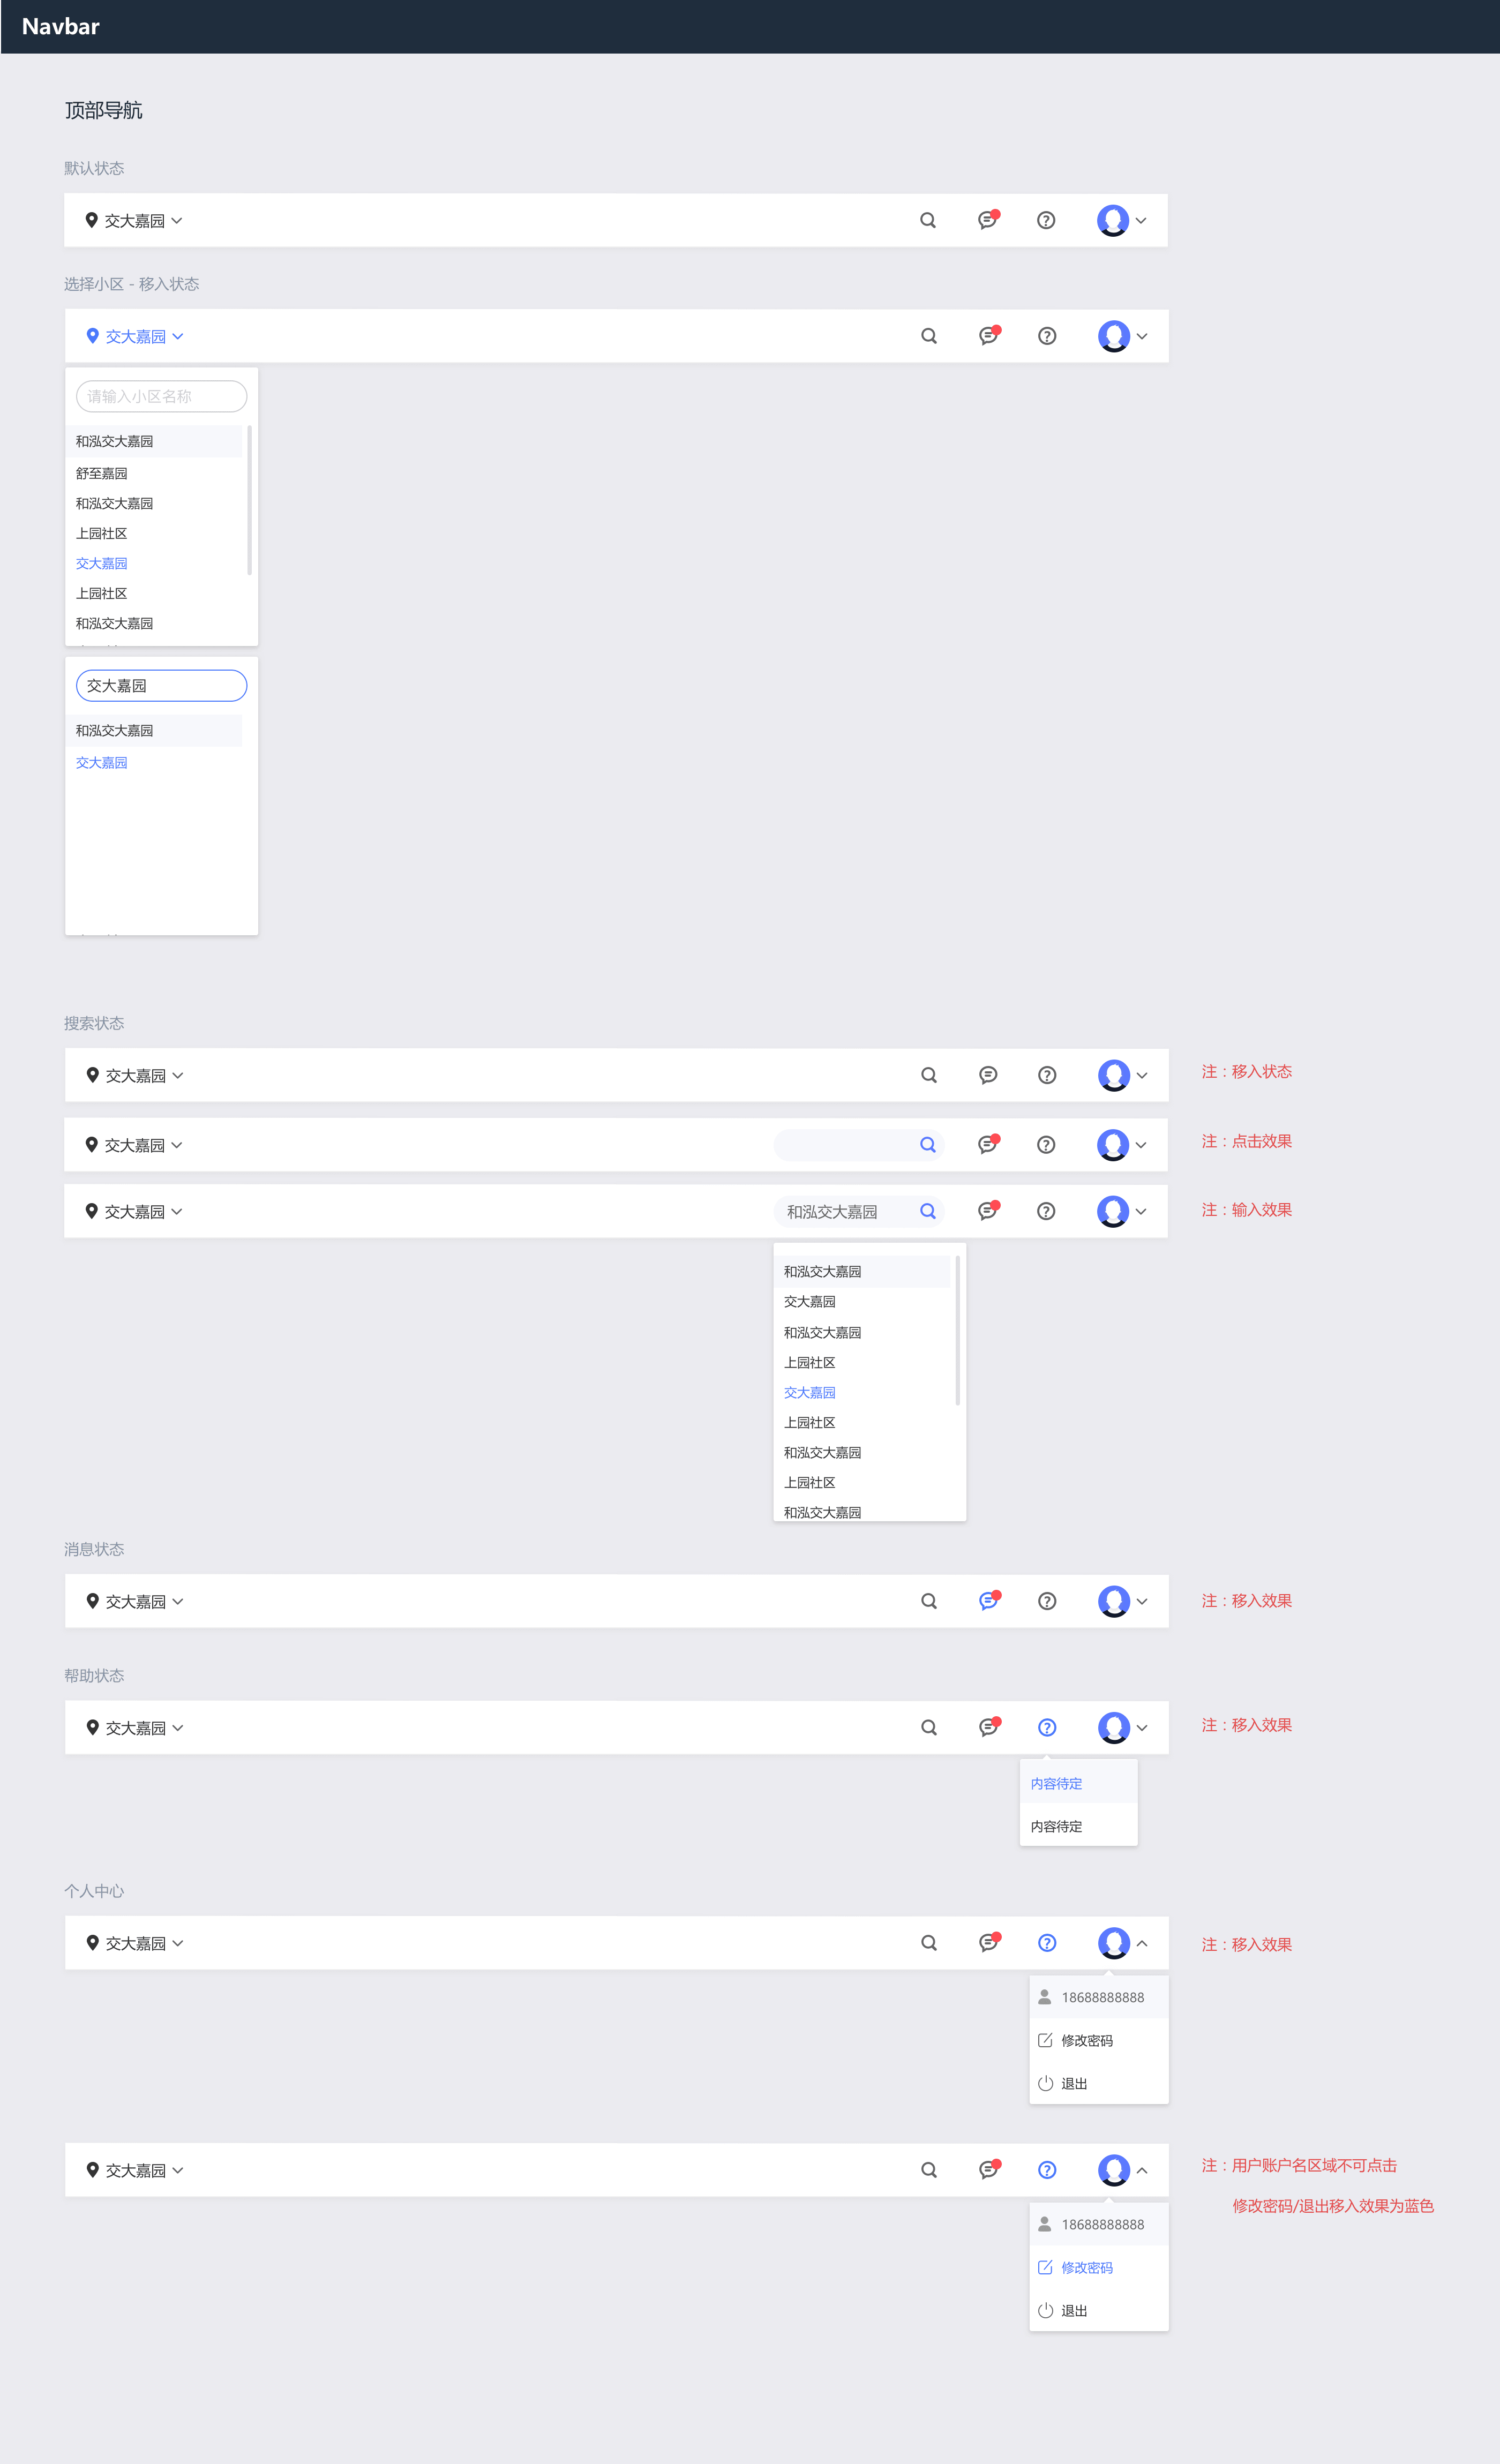 Navbar
顶部导航
默认状态
交大嘉园
选择小区 - 移入状态
交大嘉园
请输入小区名称
和泓交大嘉园
舒至嘉园
和泓交大嘉园
上园社区
交大嘉园
上园社区
和泓交大嘉园
交大嘉园
和泓交大嘉园
交大嘉园
搜索状态
交大嘉园
注：移入状态
交大嘉园
注：点击效果
交大嘉园 和泓交大嘉园
注：输入效果
和泓交大嘉园
交大嘉园
和泓交大嘉园
上园社区
交大嘉园
上园社区
和泓交大嘉园
上园社区
和泓交大嘉园
消息状态
交大嘉园
注：移入效果
帮助状态
交大嘉园
注：移入效果
内容待定
内容待定
个人中心
交大嘉园
注：移入效果
18688888888
修改密码
退出
交大嘉园
注：用户账户名区域不可点击
修改密码/退出移入效果为蓝色
18688888888
修改密码
退出